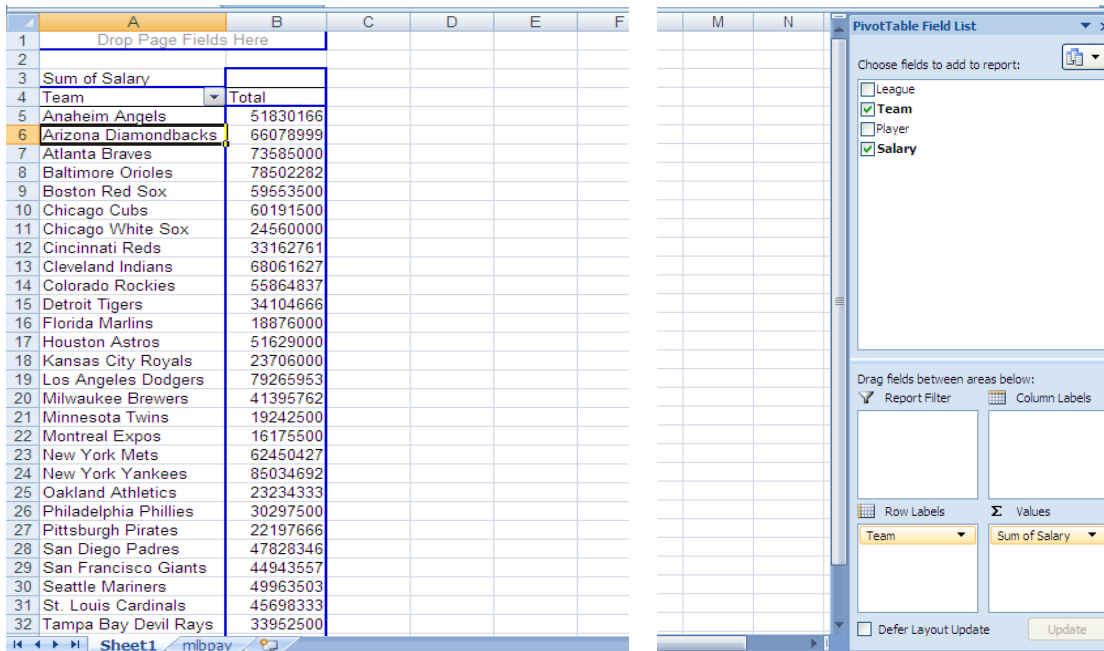 A B C D E F M N
1 Drop Page Fields Here
2
3 Sum of Salary
4 Team Total
5 Anaheim Angels 51830166
6 Arizona Diamondbacks 66078999
7 Atlanta Braves 73585000
8 Baltimore Orioles 78502282
9 Boston Red Sox 59553500
10 Chicago Cubs 60191500
11 Chicago White Sox 24560000
12 Cincinnati Reds 33162761
13 Cleveland Indians 68061627
14 Colorado Rockies 55864837
15 Detroit Tigers 34104666
16 Florida Marlins 18876000
17 Houston Astros 51629000
18 Kansas City Royals 23706000
19 Los Angeles Dodgers 79265953
20 Milwaukee Brewers 41395762
21 Minnesota Twins 19242500
22 Montreal Expos 16175500
23 New York Mets 62450427
24 New York Yankees 85034692
25 Oakland Athletics 23234333
26 Philadelphia Phillies 30297500
27 Pittsburgh Pirates 22197666
28 San Diego Padres 47828346
29 San Francisco Giants 44943557
30 Seattle Mariners 49963503
31 St. Louis Cardinals 45698333
32 Tampa Bay Devil Rays 33952500
Sheet1 mlbpay
PivotTable Field List
Choose fields to add to report:
League
Team
Player
Salary
Drag fields between areas below:
Report Filter Column Labels
Row Labels Σ Values
Team Sum of Salary
Defer Layout Update Update